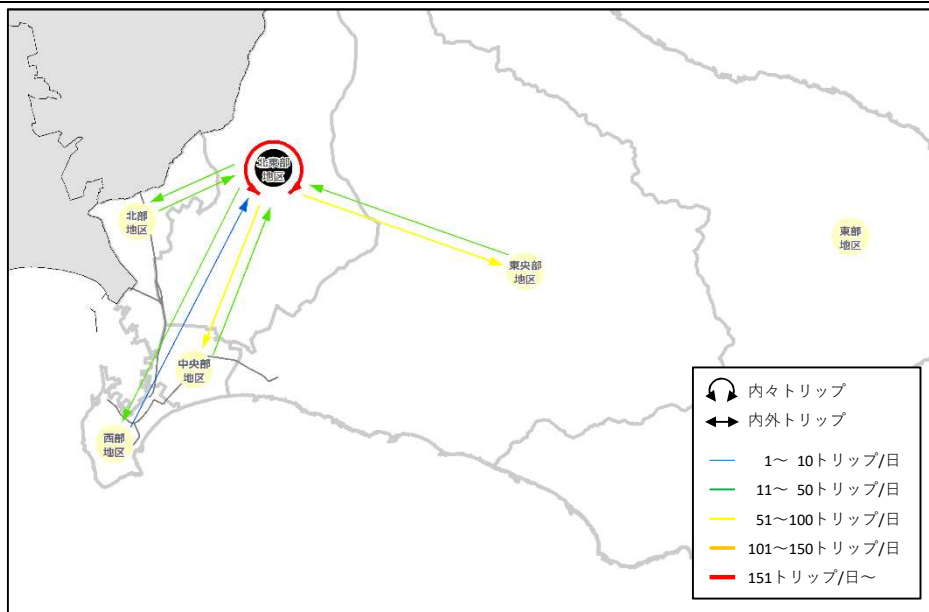 北東部
地区
北部
地区
東部
地区
東央部
地区
中央部
地区
西部
地区
内々トリップ
内外トリップ
1～ 10トリップ/日
11～ 50トリップ/日
51～100トリップ/日
101～150トリップ/日
151トリップ/日～